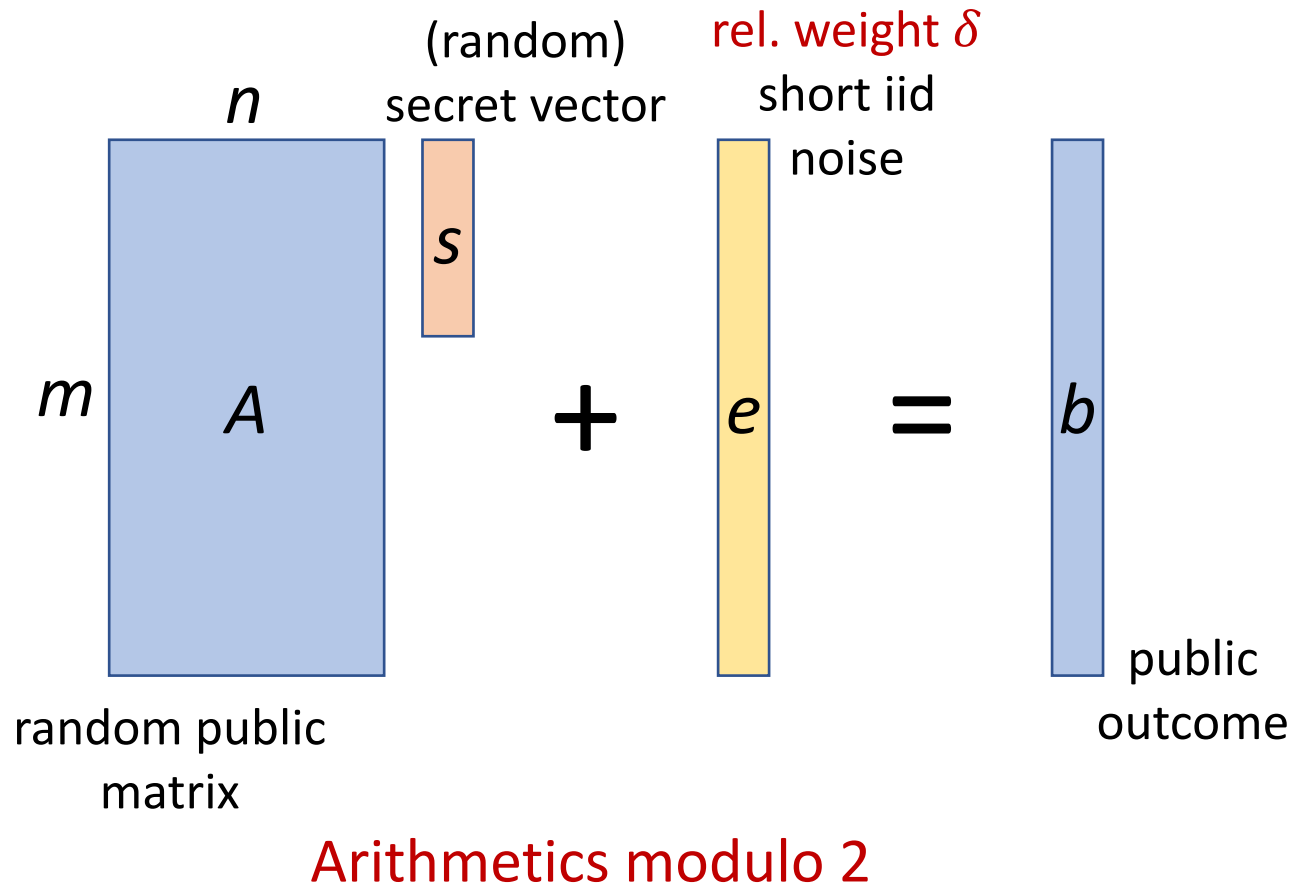 (random)
secret vector
rel. weight δ
short iid
noise
n
m
A
s
+
e
=
b
random public
matrix
public
outcome
Arithmetics modulo 2